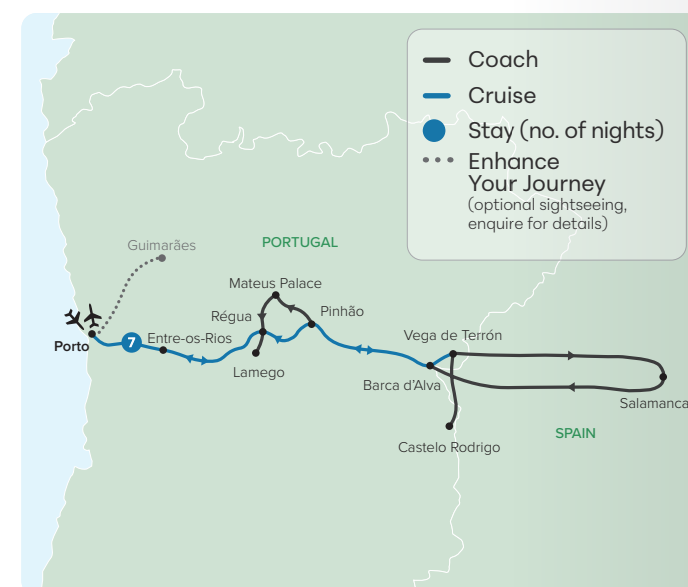 Coach
Cruise
Stay (no. of nights)
Enhance
Your Journey
(optional sightseeing,
enquire for details)
Guimarães
PORTUGAL
Mateus Palace
Régua
Pinhão
Porto
7
Entre-os-Rios
Vega de Terrón
Lamego
Barca d’Alva
Salamanca
SPAIN
Castelo Rodrigo